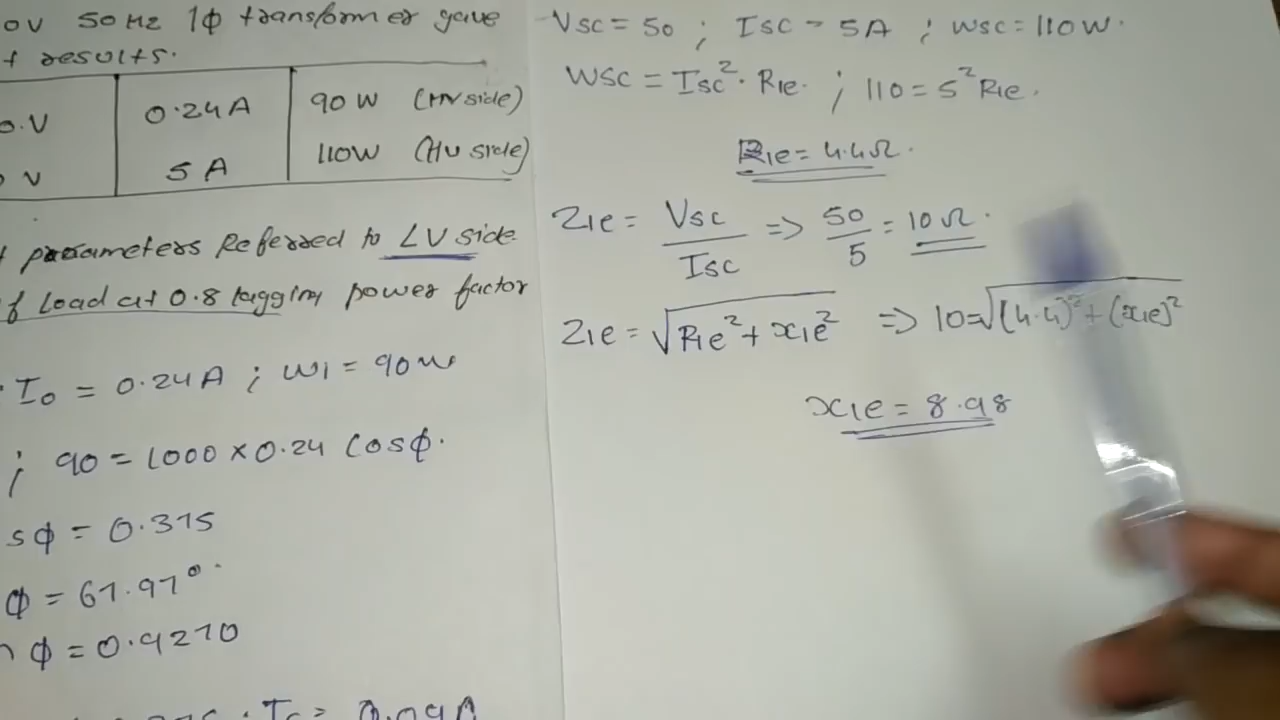 ov 50Hz 1ϕ transformer gave
t results.
o.V 0.24A 90W (HVside)
o V 5A 110W (HV side)
t parameters Referred to LV side.
f Load at 0.8 lagging power factor
I₀ = 0.24A ; W₁ = 90w
; 90 = 1000 × 0.24 Cosϕ.
sϕ = 0.375
ϕ = 67.97°.
n ϕ = 0.9270
Vsc = 50 ; Isc = 5A ; Wsc = 110W.
Wsc = Isc² · R₁e. ; 110 = 5² R₁e.
R₁e = 4.4Ω.
Z₁e = Vsc / Isc => 50 / 5 = 10Ω.
Z₁e = √R₁e² + x₁e² => 10 = √(4.4)² + (x₁e)²
x₁e = 8.98